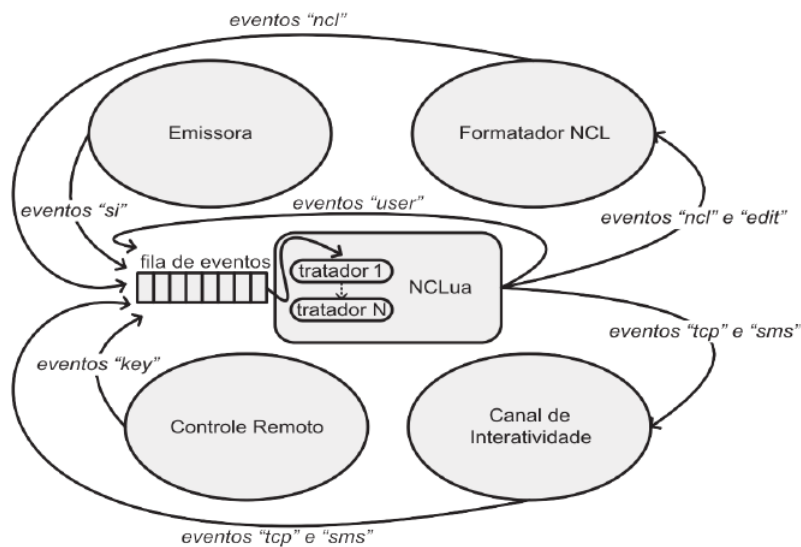 eventos “ncl”
Emissora
Formatador NCL
eventos “si”
eventos “user”
eventos “ncl” e “edit”
fila de eventos
tratador 1
NCLua
tratador N
eventos “tcp” e “sms”
eventos “key”
Controle Remoto
Canal de
Interatividade
eventos “tcp” e “sms”